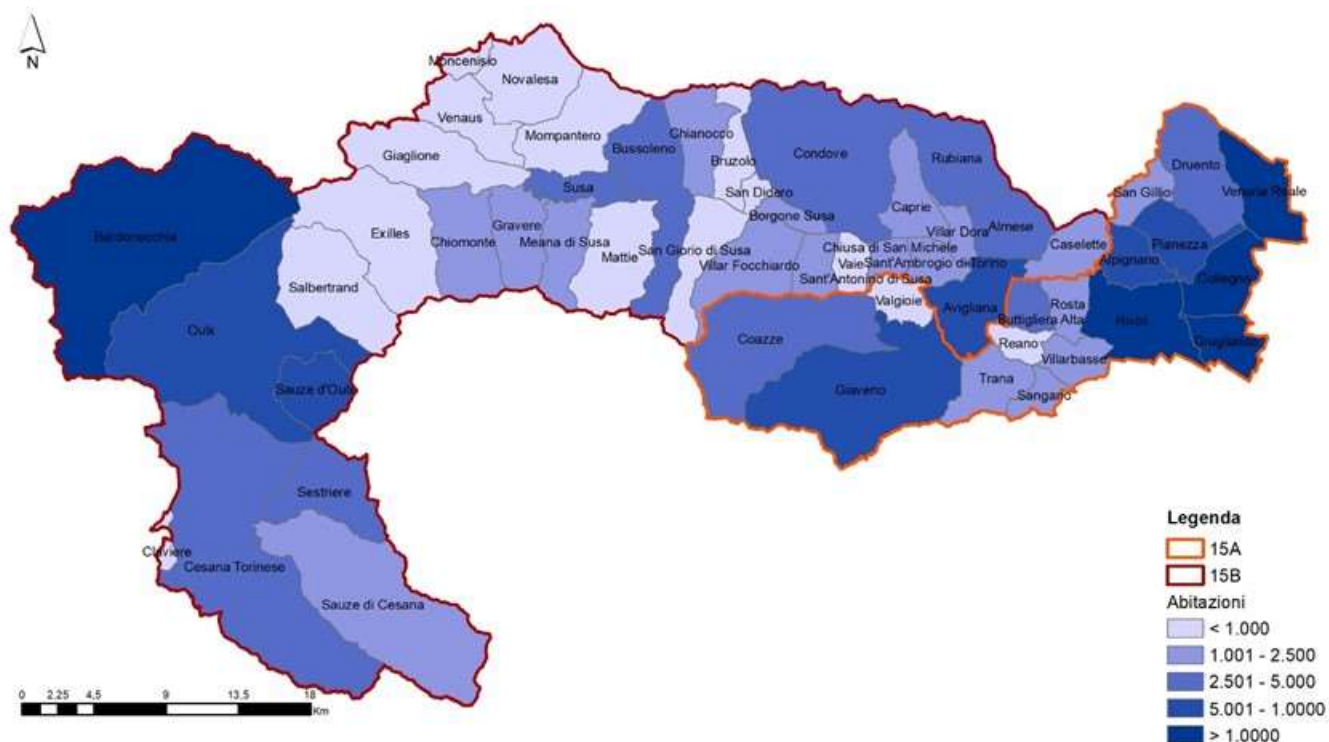 N
Moncenisio
Novalesa
Venaus
Mompantero
Giaglione
Bussoleno
Chianocco
Bruzolo
Condove
Rubiana
Druento
San Gillio
Venaria Reale
Susa
San Didero
Caprie
Bardonecchia
Exilles
Chiomonte
Gravere
Meana di Susa
Mattie
San Giorio di Susa
Borgone Susa
Villar Focchiardo
Chiusa di San Michele
Vaie
Sant'Ambrogio di Torino
Sant'Antonino di Susa
Villar Dora
Almese
Caselette
Alpignano
Pianezza
Collegno
Salbertrand
Valgioie
Avigliana
Rosta
Buttigliera Alta
Rivoli
Grugliasco
Oulx
Coazze
Reano
Villarbasse
Sauze d'Oulx
Giaveno
Trana
Sangano
Sestriere
Claviere
Cesana Torinese
Sauze di Cesana
Legenda
15A
15B
Abitazioni
< 1.000
1.001 - 2.500
2.501 - 5.000
5.001 - 1.0000
> 1.0000
0 2.25 4.5 9 13.5 18
Km